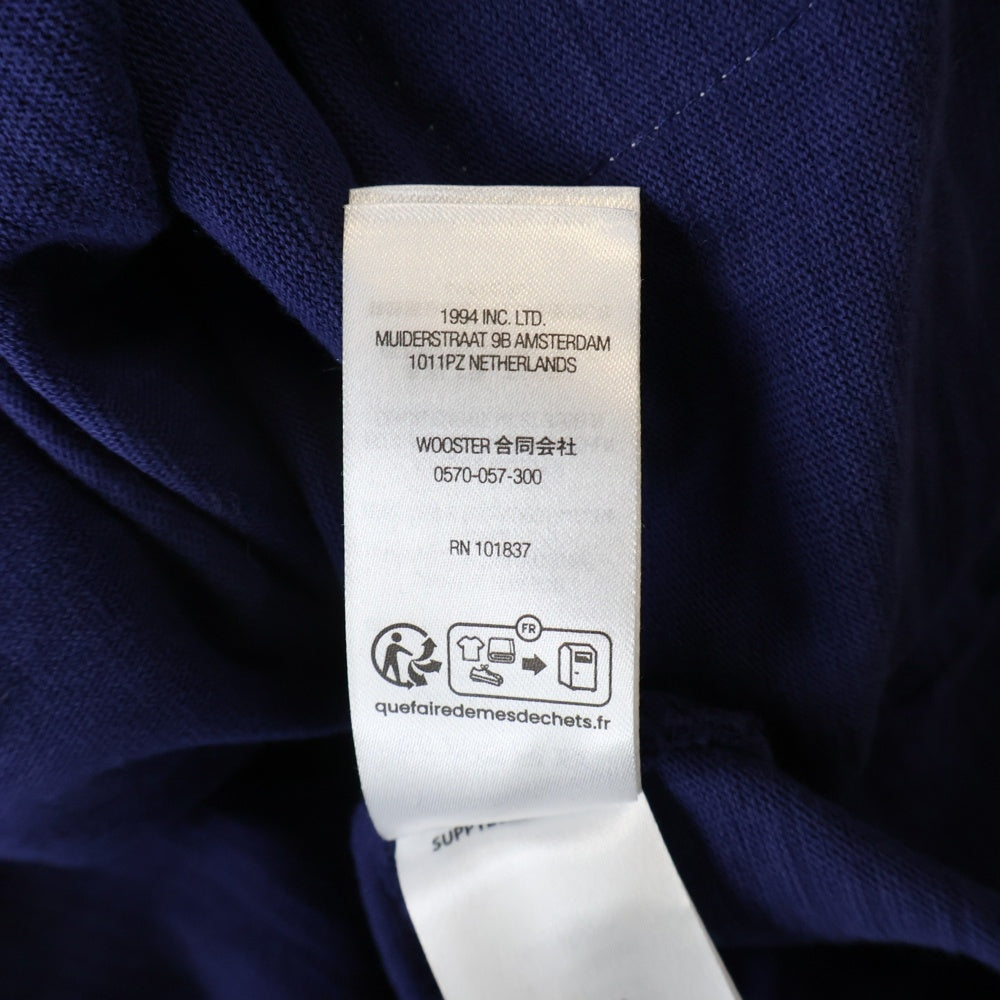 1994 INC. LTD.
MUIDERSTRAAT 9B AMSTERDAM
1011PZ NETHERLANDS
WOOSTER 合同会社
0570-057-300
RN 101837
FR
quefairedemesdechets.fr